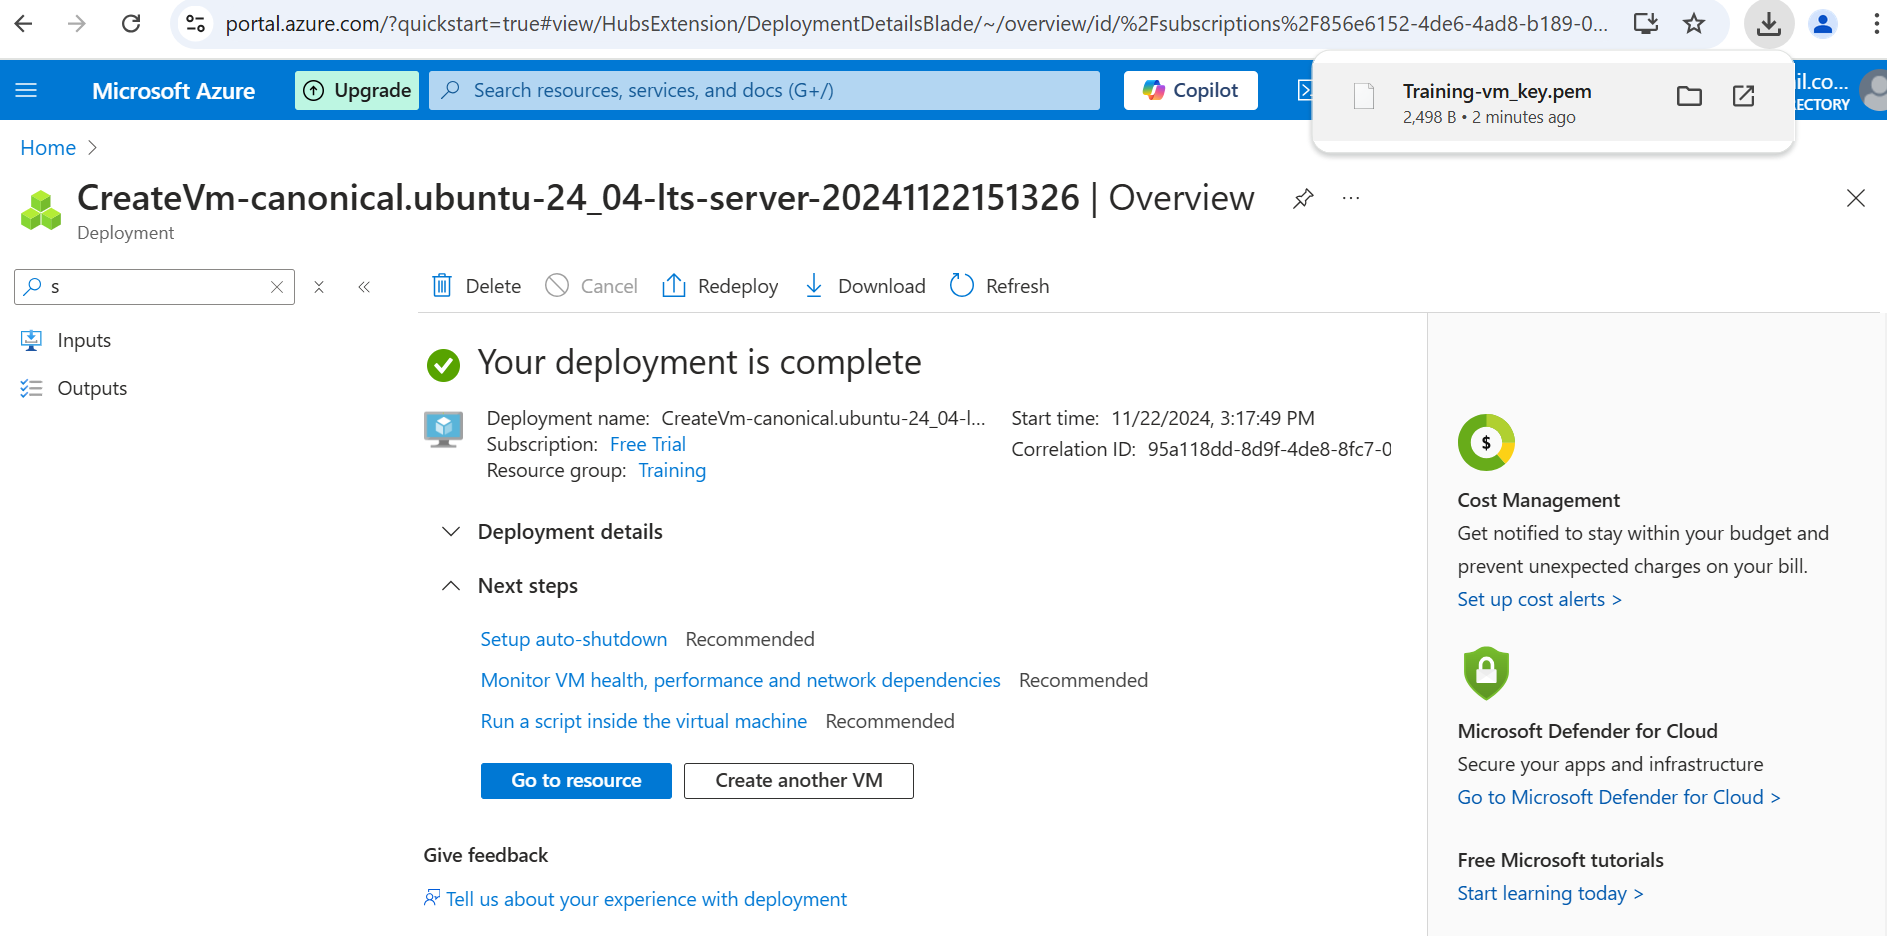 portal.azure.com/?quickstart=true#view/HubsExtension/DeploymentDetailsBlade/~/overview/id/%2Fsubscriptions%2F856e6152-4de6-4ad8-b189-0...
Microsoft Azure
Upgrade
Search resources, services, and docs (G+/)
Copilot
il.co...
ECTORY
Training-vm_key.pem
2,498 B • 2 minutes ago
Home
CreateVm-canonical.ubuntu-24_04-lts-server-20241122151326 | Overview
...
Deployment
s
Delete
Cancel
Redeploy
Download
Refresh
Inputs
Outputs
Your deployment is complete
Deployment name: CreateVm-canonical.ubuntu-24_04-l...
Subscription: Free Trial
Resource group: Training
Start time: 11/22/2024, 3:17:49 PM
Correlation ID: 95a118dd-8d9f-4de8-8fc7-0
Deployment details
Next steps
Setup auto-shutdown Recommended
Monitor VM health, performance and network dependencies Recommended
Run a script inside the virtual machine Recommended
Go to resource
Create another VM
Give feedback
Tell us about your experience with deployment
$
Cost Management
Get notified to stay within your budget and
prevent unexpected charges on your bill.
Set up cost alerts >
Microsoft Defender for Cloud
Secure your apps and infrastructure
Go to Microsoft Defender for Cloud >
Free Microsoft tutorials
Start learning today >